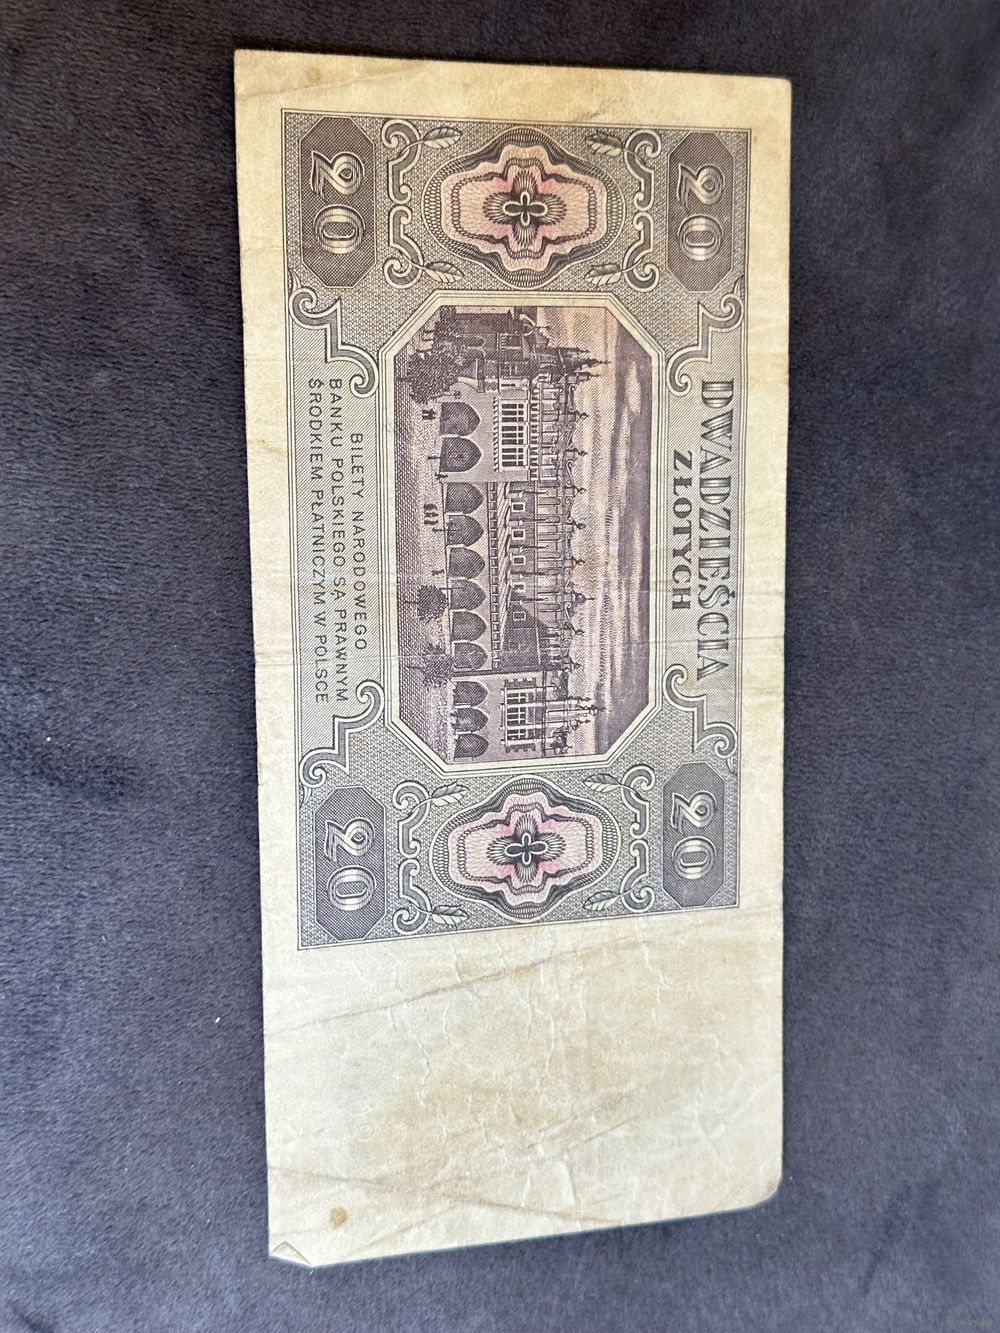 20
20
DWADZIEŚCIA
ZŁOTYCH
BILETY NARODOWEGO
BANKU POLSKIEGO SĄ PRAWNYM
ŚRODKIEM PŁATNICZYM W POLSCE
20
20